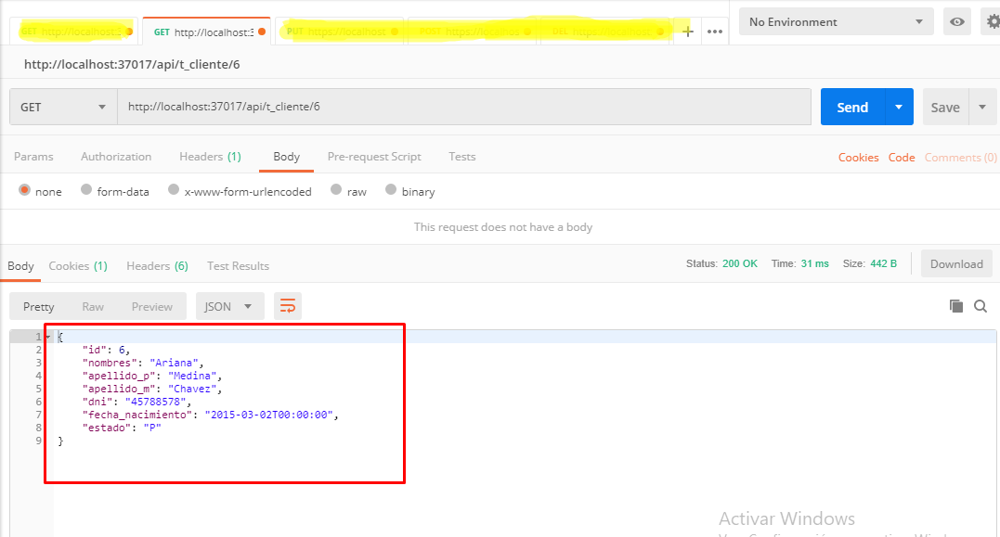 GET http://localhost:3
GET http://localhost:3
PUT https://localhost
POST https://localhos
DEL https://localhost
+
•••
No Environment
http://localhost:37017/api/t_cliente/6
GET
http://localhost:37017/api/t_cliente/6
Send
Save
Params Authorization Headers (1) Body Pre-request Script Tests
Cookies Code Comments (0)
none form-data x-www-form-urlencoded raw binary
This request does not have a body
Body Cookies (1) Headers (6) Test Results
Status: 200 OK Time: 31 ms Size: 442 B
Download
Pretty Raw Preview JSON
1 {
2 "id": 6,
3 "nombres": "Ariana",
4 "apellido_p": "Medina",
5 "apellido_m": "Chavez",
6 "dni": "45788578",
7 "fecha_nacimiento": "2015-03-02T00:00:00",
8 "estado": "P"
9 }
Activar Windows